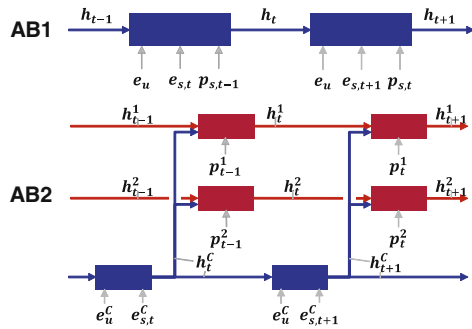 AB1
h_{t-1} h_t h_{t+1}
e_u e_{s,t} p_{s,t-1} e_u e_{s,t+1} p_{s,t}
h^1_{t-1} h^1_t h^1_{t+1}
p^1_{t-1} p^1_t
AB2
h^2_{t-1} h^2_t h^2_{t+1}
p^2_{t-1} p^2_t
h^C_t h^C_{t+1}
e^C_u e^C_{s,t} e^C_u e^C_{s,t+1}